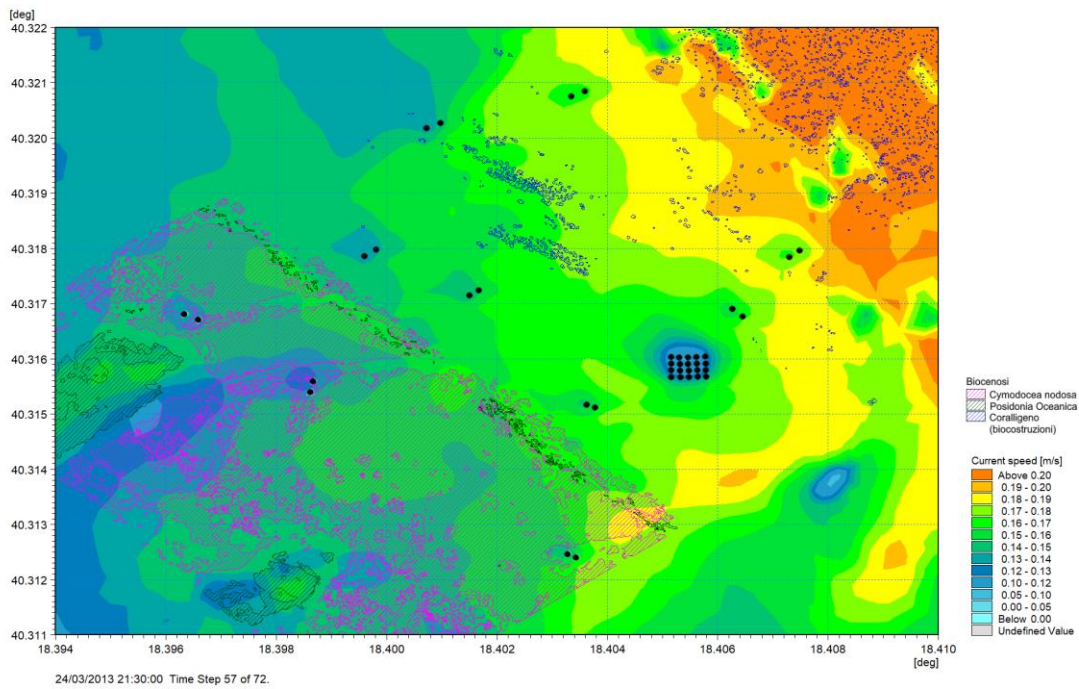 [deg]
40.322
40.321
40.320
40.319
40.318
40.317
40.316
40.315
40.314
40.313
40.312
40.311
18.394 18.396 18.398 18.400 18.402 18.404 18.406 18.408 18.410
[deg]
24/03/2013 21:30:00 Time Step 57 of 72.
Biocenosi
Cymodocea nodosa
Posidonia Oceanica
Coralligeno
(biocostruzioni)
Current speed [m/s]
Above 0.20
0.19 - 0.20
0.18 - 0.19
0.17 - 0.18
0.16 - 0.17
0.15 - 0.16
0.14 - 0.15
0.13 - 0.14
0.12 - 0.13
0.10 - 0.12
0.05 - 0.10
0.00 - 0.05
Below 0.00
Undefined Value